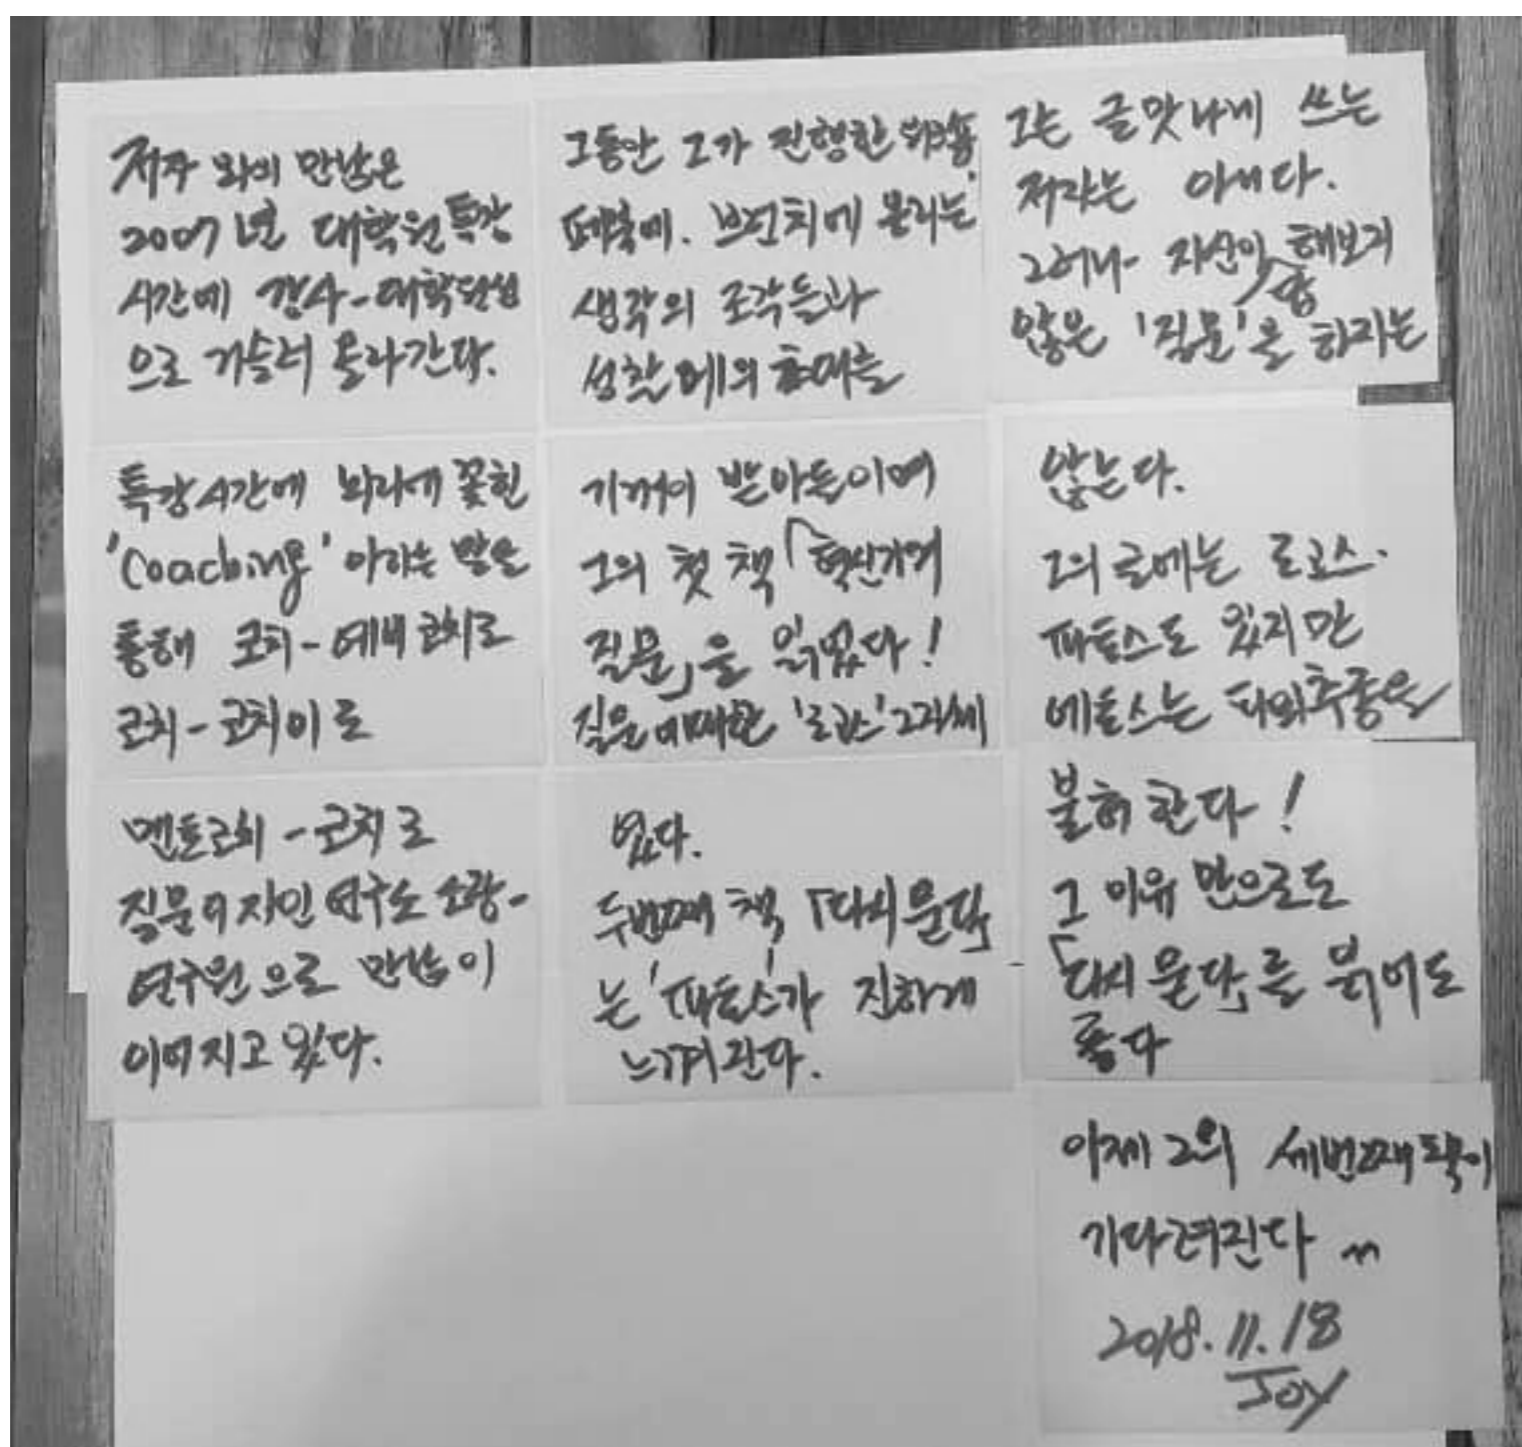 저자 와의 만남은
2007년 대학원 특강
시간에 강사-대학원생
으로 거슬러 올라간다.
특강시간에 뇌리에 꽂힌
'Coaching' 이라는 말을
통해 코치-예비코치로
코치-코치이로
멘토코치-코치로
질문디자인연구소 소장-
연구원으로 만남이
이어지고 있다.
그동안 그가 진행한 워크숍,
페북에. 브런치에 올리는
생각의 조각들과
성찰에의 초대를
기꺼이 받아들이며
그의 첫 책 「혁신가의
질문」을 읽었다!
질문에 대한 '로고스' 그자체
였다.
두번째 책 「다시 묻다」
는 '파토스'가 진하게
느껴진다.
그는 글맛나게 쓰는
저자는 아니다.
그러나 자신이 답해보지
않은 '질문'을 하지는
않는다.
그의 글에는 로고스.
파토스도 있지만
에토스는 타의추종을
불허한다!
그 이유 만으로도
「다시 묻다」를 읽어도
좋다
이제 그의 세번째 책이
기다려진다 ^^
2018.11.18
Joy